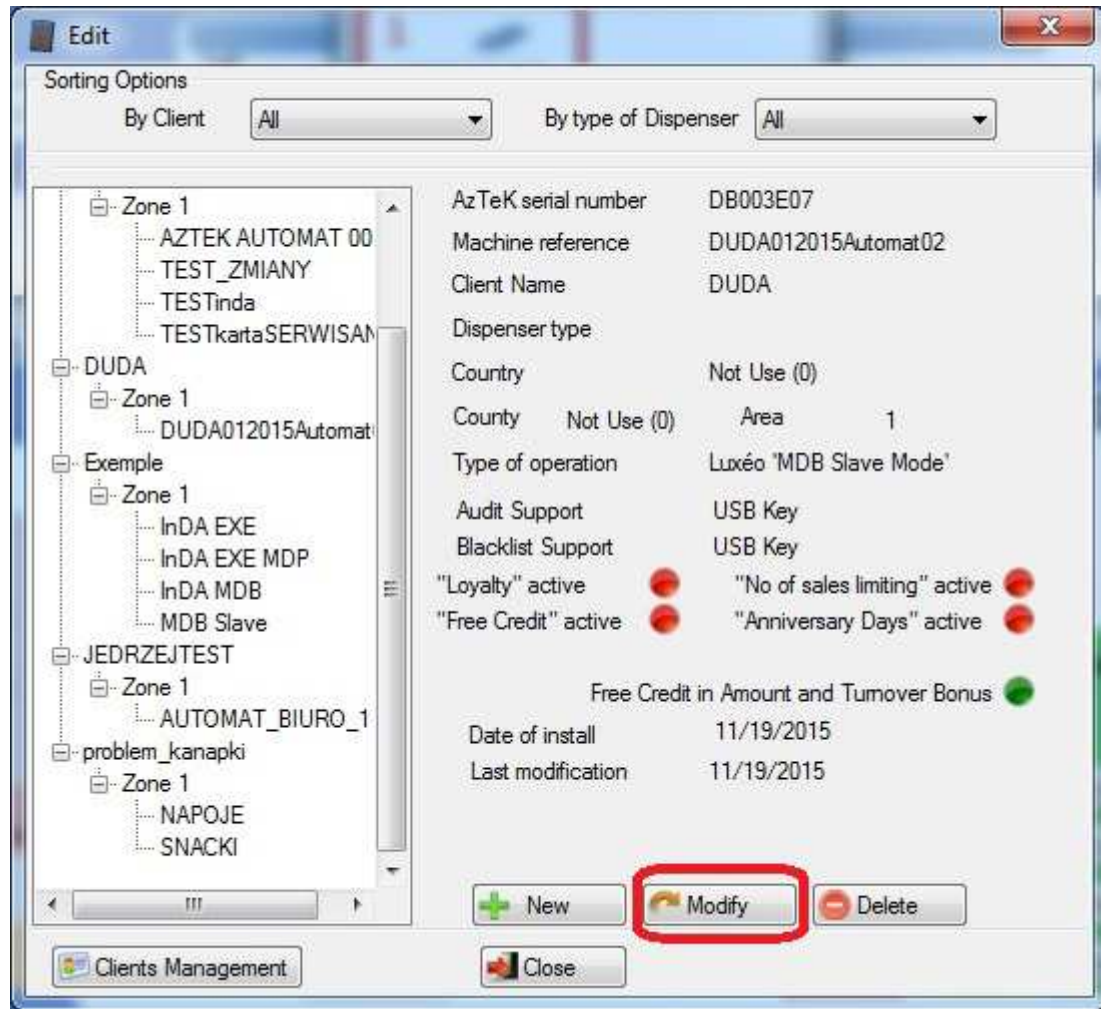 Edit
Sorting Options
By Client All By type of Dispenser All
Zone 1
AZTEK AUTOMAT 00
TEST_ZMIANY
TESTinda
TESTkartaSERWISAN
DUDA
Zone 1
DUDA012015Automat
Exemple
Zone 1
InDA EXE
InDA EXE MDP
InDA MDB
MDB Slave
JEDRZEJTEST
Zone 1
AUTOMAT_BIURO_1
problem_kanapki
Zone 1
NAPOJE
SNACKI
AzTeK serial number DB003E07
Machine reference DUDA012015Automat02
Client Name DUDA
Dispenser type
Country Not Use (0)
County Not Use (0) Area 1
Type of operation Luxéo 'MDB Slave Mode'
Audit Support USB Key
Blacklist Support USB Key
"Loyalty" active "No of sales limiting" active
"Free Credit" active "Anniversary Days" active
Free Credit in Amount and Turnover Bonus
Date of install 11/19/2015
Last modification 11/19/2015
New Modify Delete
Clients Management Close